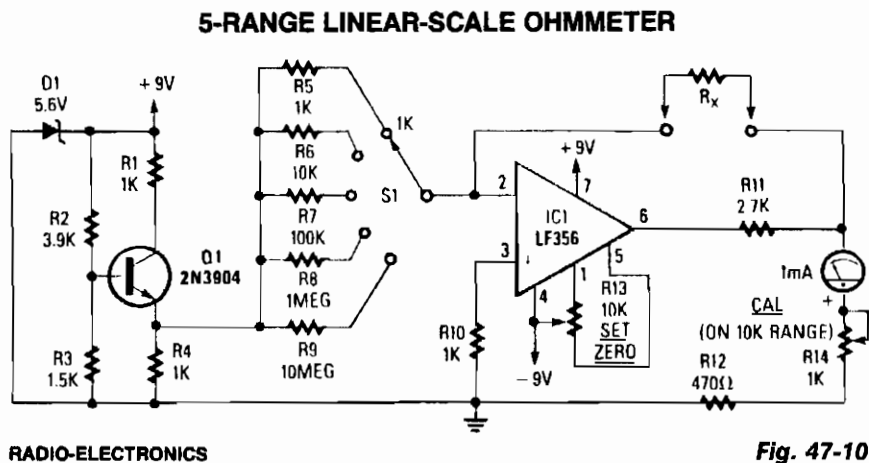 5-RANGE LINEAR-SCALE OHMMETER
D1
5.6V
+9V
R1
1K
R2
3.9K
Q1
2N3904
R3
1.5K
R4
1K
R5
1K
R6
10K
R7
100K
R8
1MEG
R9
10MEG
1K
S1
2
3
+9V
7
IC1
LF356
6
5
4
1
-9V
R10
1K
R13
10K
SET
ZERO
Rx
R11
2.7K
1mA
+
CAL
(ON 10K RANGE)
R14
1K
R12
470Ω
RADIO-ELECTRONICS
Fig. 47-10